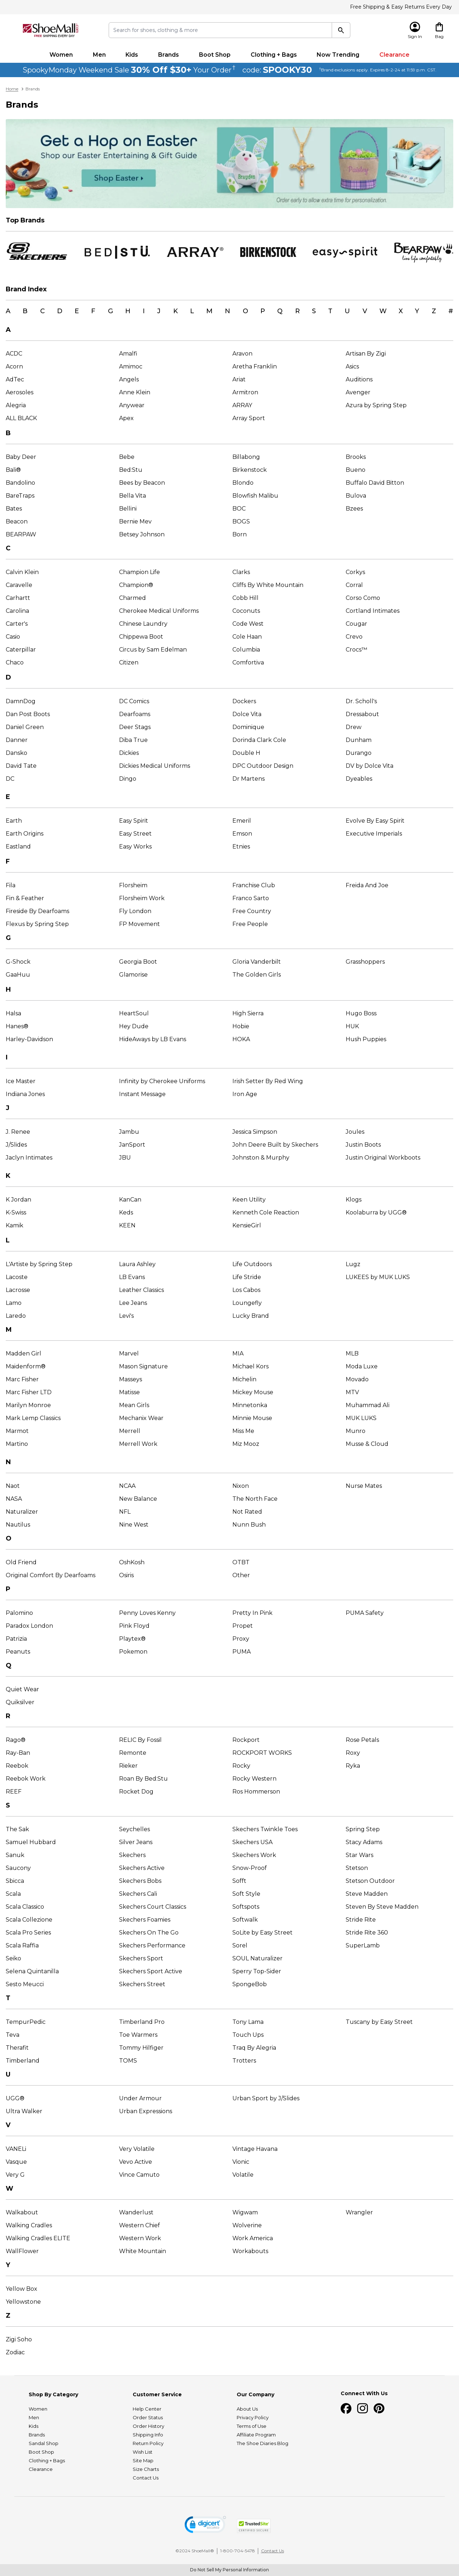 Free Shipping & Easy Returns Every Day
ShoeMall
FREE SHIPPING EVERY DAY!
Search for shoes, clothing & more
Sign In
Bag
Women Men Kids Brands Boot Shop Clothing + Bags Now Trending Clearance
SpookyMonday Weekend Sale 30% Off $30+ Your Order† code: SPOOKY30 †Brand exclusions apply. Expires 8-2-24 at 11:59 p.m. CST.
Home > Brands
Brands
Get a Hop on Easter
Shop our Easter Entertaining & Gift Guide
Shop Easter
Order early to allow extra time for personalization.
Top Brands
SKECHERS BED|STÜ. ARRAY® BIRKENSTOCK easy spirit BEARPAW live life comfortably.
Brand Index
A B C D E F G H I J K L M N O P Q R S T U V W X Y Z #
A
ACDC Amalfi Aravon Artisan By Zigi
Acorn Amimoc Aretha Franklin Asics
AdTec Angels Ariat Auditions
Aerosoles Anne Klein Armitron Avenger
Alegria Anywear ARRAY Azura by Spring Step
ALL BLACK Apex Array Sport
B
Baby Deer Bebe Billabong Brooks
Bali® Bed:Stu Birkenstock Bueno
Bandolino Bees by Beacon Blondo Buffalo David Bitton
BareTraps Bella Vita Blowfish Malibu Bulova
Bates Bellini BOC Bzees
Beacon Bernie Mev BOGS
BEARPAW Betsey Johnson Born
C
Calvin Klein Champion Life Clarks Corkys
Caravelle Champion® Cliffs By White Mountain Corral
Carhartt Charmed Cobb Hill Corso Como
Carolina Cherokee Medical Uniforms Coconuts Cortland Intimates
Carter's Chinese Laundry Code West Cougar
Casio Chippewa Boot Cole Haan Crevo
Caterpillar Circus by Sam Edelman Columbia Crocs™
Chaco Citizen Comfortiva
D
DamnDog DC Comics Dockers Dr. Scholl's
Dan Post Boots Dearfoams Dolce Vita Dressabout
Daniel Green Deer Stags Dominique Drew
Danner Diba True Dorinda Clark Cole Dunham
Dansko Dickies Double H Durango
David Tate Dickies Medical Uniforms DPC Outdoor Design DV by Dolce Vita
DC Dingo Dr Martens Dyeables
E
Earth Easy Spirit Emeril Evolve By Easy Spirit
Earth Origins Easy Street Emson Executive Imperials
Eastland Easy Works Etnies
F
Fila Florsheim Franchise Club Freida And Joe
Fin & Feather Florsheim Work Franco Sarto
Fireside By Dearfoams Fly London Free Country
Flexus by Spring Step FP Movement Free People
G
G-Shock Georgia Boot Gloria Vanderbilt Grasshoppers
GaaHuu Glamorise The Golden Girls
H
Halsa HeartSoul High Sierra Hugo Boss
Hanes® Hey Dude Hobie HUK
Harley-Davidson HideAways by LB Evans HOKA Hush Puppies
I
Ice Master Infinity by Cherokee Uniforms Irish Setter By Red Wing
Indiana Jones Instant Message Iron Age
J
J. Renee Jambu Jessica Simpson Joules
J/Slides JanSport John Deere Built by Skechers Justin Boots
Jaclyn Intimates JBU Johnston & Murphy Justin Original Workboots
K
K Jordan KanCan Keen Utility Klogs
K-Swiss Keds Kenneth Cole Reaction Koolaburra by UGG®
Kamik KEEN KensieGirl
L
L'Artiste by Spring Step Laura Ashley Life Outdoors Lugz
Lacoste LB Evans Life Stride LUKEES by MUK LUKS
Lacrosse Leather Classics Los Cabos
Lamo Lee Jeans Loungefly
Laredo Levi's Lucky Brand
M
Madden Girl Marvel MIA MLB
Maidenform® Mason Signature Michael Kors Moda Luxe
Marc Fisher Masseys Michelin Movado
Marc Fisher LTD Matisse Mickey Mouse MTV
Marilyn Monroe Mean Girls Minnetonka Muhammad Ali
Mark Lemp Classics Mechanix Wear Minnie Mouse MUK LUKS
Marmot Merrell Miss Me Munro
Martino Merrell Work Miz Mooz Musse & Cloud
N
Naot NCAA Nixon Nurse Mates
NASA New Balance The North Face
Naturalizer NFL Not Rated
Nautilus Nine West Nunn Bush
O
Old Friend OshKosh OTBT
Original Comfort By Dearfoams Osiris Other
P
Palomino Penny Loves Kenny Pretty In Pink PUMA Safety
Paradox London Pink Floyd Propet
Patrizia Playtex® Proxy
Peanuts Pokemon PUMA
Q
Quiet Wear
Quiksilver
R
Rago® RELIC By Fossil Rockport Rose Petals
Ray-Ban Remonte ROCKPORT WORKS Roxy
Reebok Rieker Rocky Ryka
Reebok Work Roan By Bed:Stu Rocky Western
REEF Rocket Dog Ros Hommerson
S
The Sak Seychelles Skechers Twinkle Toes Spring Step
Samuel Hubbard Silver Jeans Skechers USA Stacy Adams
Sanuk Skechers Skechers Work Star Wars
Saucony Skechers Active Snow-Proof Stetson
Sbicca Skechers Bobs Sofft Stetson Outdoor
Scala Skechers Cali Soft Style Steve Madden
Scala Classico Skechers Court Classics Softspots Steven By Steve Madden
Scala Collezione Skechers Foamies Softwalk Stride Rite
Scala Pro Series Skechers On The Go SoLite by Easy Street Stride Rite 360
Scala Raffia Skechers Performance Sorel SuperLamb
Seiko Skechers Sport SOUL Naturalizer
Selena Quintanilla Skechers Sport Active Sperry Top-Sider
Sesto Meucci Skechers Street SpongeBob
T
TempurPedic Timberland Pro Tony Lama Tuscany by Easy Street
Teva Toe Warmers Touch Ups
Therafit Tommy Hilfiger Traq By Alegria
Timberland TOMS Trotters
U
UGG® Under Armour Urban Sport by J/Slides
Ultra Walker Urban Expressions
V
VANELi Very Volatile Vintage Havana
Vasque Vevo Active Vionic
Very G Vince Camuto Volatile
W
Walkabout Wanderlust Wigwam Wrangler
Walking Cradles Western Chief Wolverine
Walking Cradles ELITE Western Work Work America
WallFlower White Mountain Workabouts
Y
Yellow Box
Yellowstone
Z
Zigi Soho
Zodiac
Shop By Category Customer Service Our Company Connect With Us
Women Help Center About Us
Men Order Status Privacy Policy
Kids Order History Terms of Use
Brands Shipping Info Affiliate Program
Sandal Shop Return Policy The Shoe Diaries Blog
Boot Shop Wish List
Clothing + Bags Site Map
Clearance Size Charts
Contact Us
digicert
TrustedSite
CERTIFIED SECURE
©2024 ShoeMall® | 1-800-704-5478 | Contact Us
Do Not Sell My Personal Information